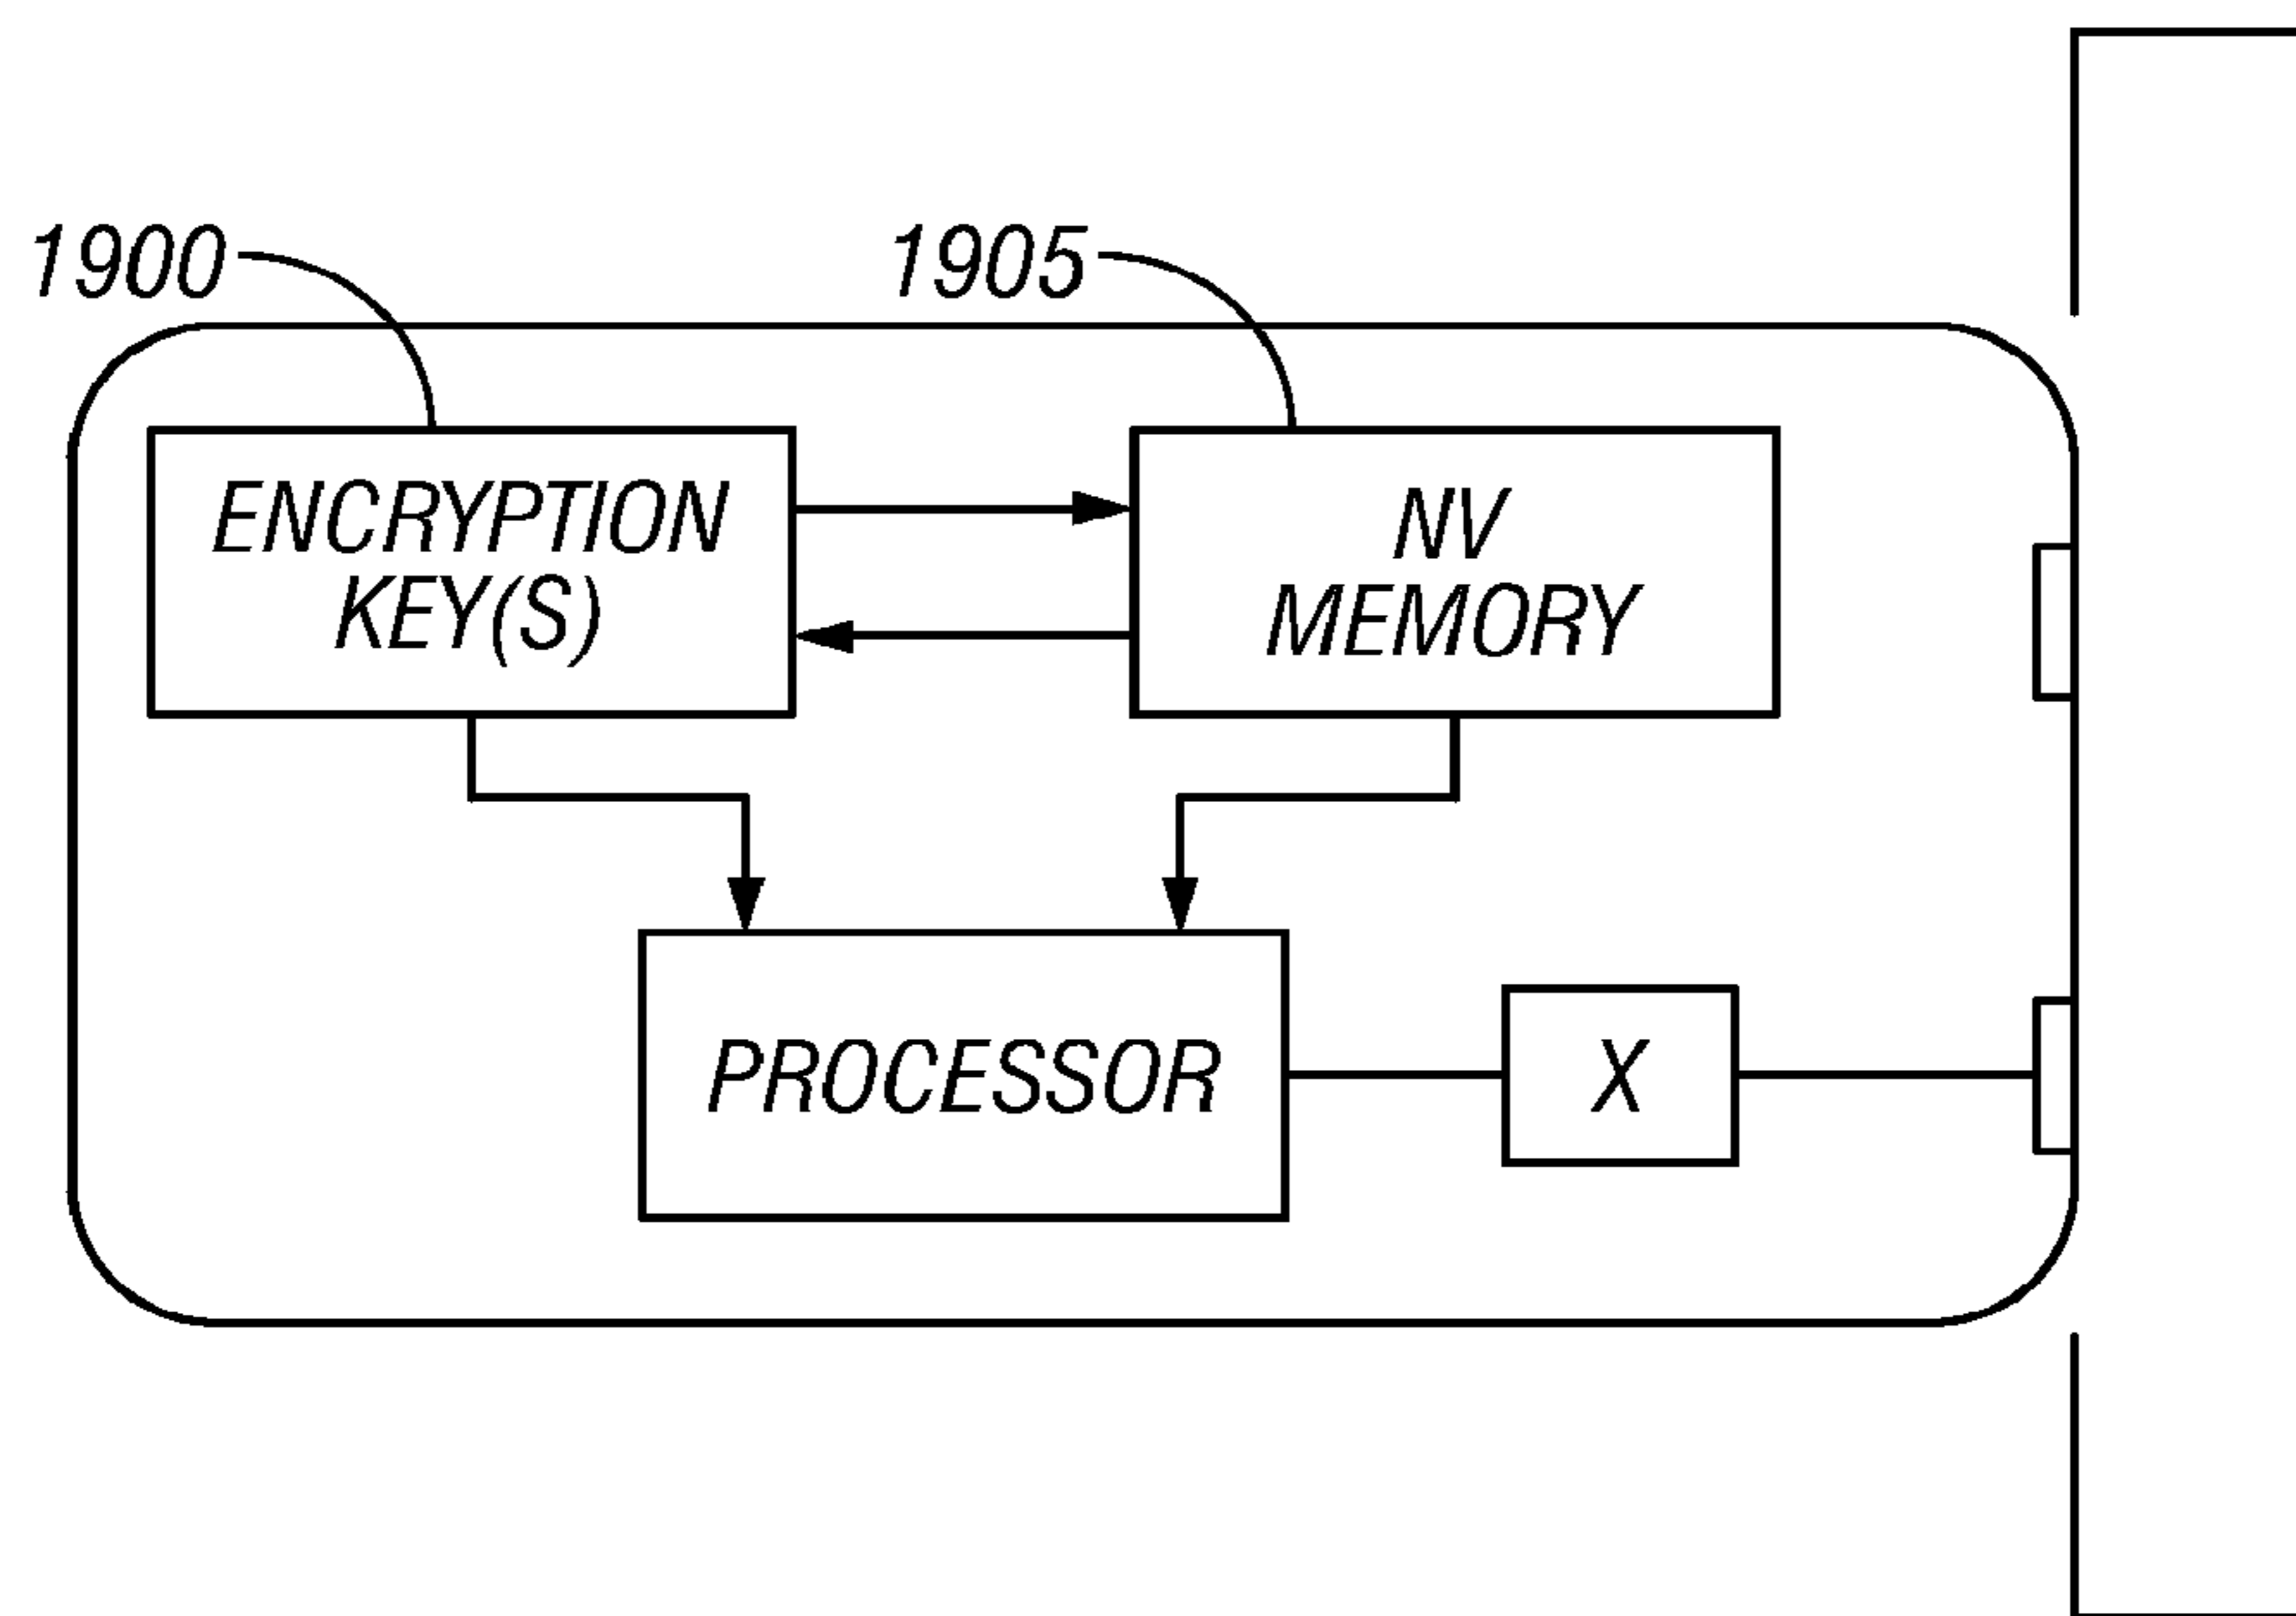 1900
1905
ENCRYPTION
KEY(S)
NV
MEMORY
PROCESSOR
X